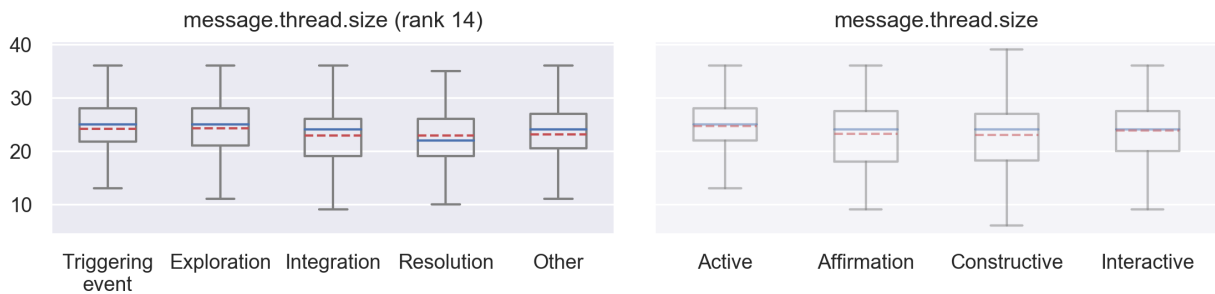 message.thread.size (rank 14)
message.thread.size
40
30
20
10
Triggering event
Exploration
Integration
Resolution
Other
Active
Affirmation
Constructive
Interactive